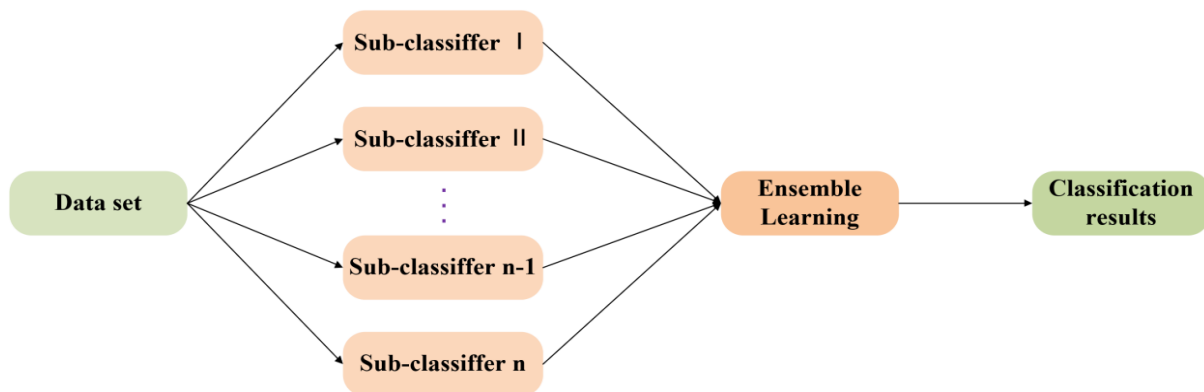 Sub-classiffer Ⅰ
Sub-classiffer Ⅱ
Data set
Ensemble
Learning
Classification
results
Sub-classiffer n-1
Sub-classiffer n